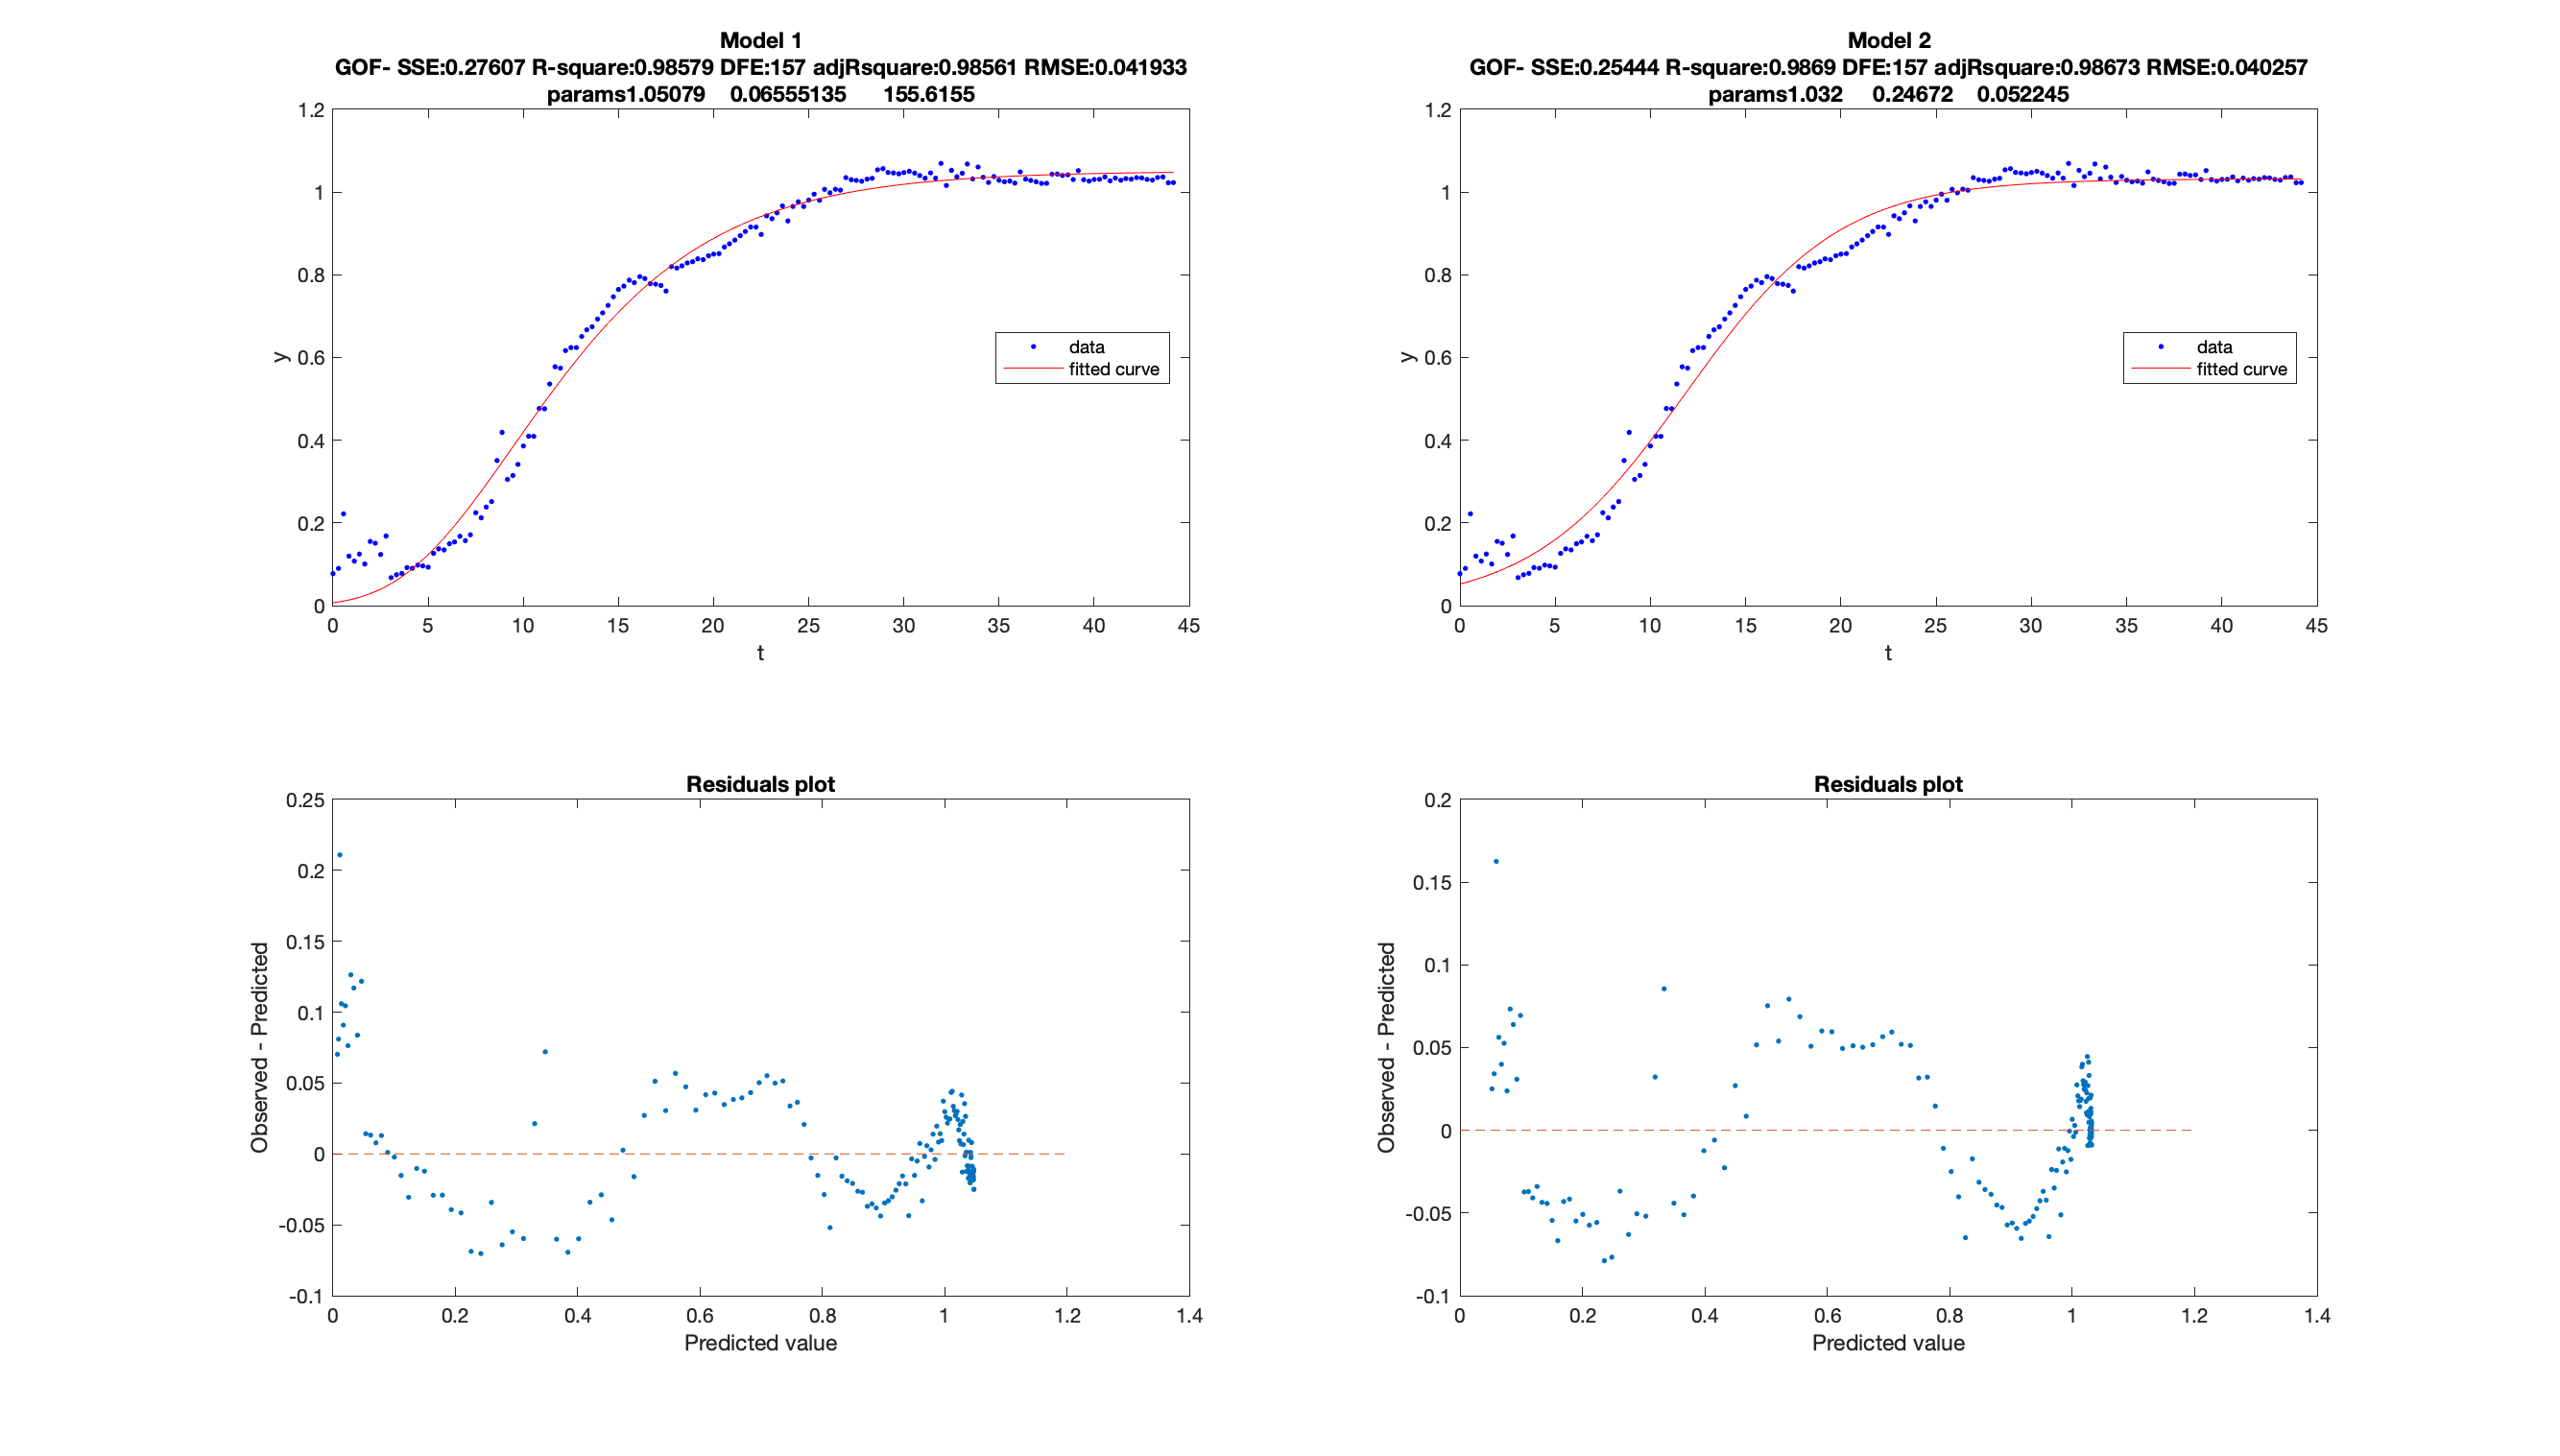 Model 1
GOF- SSE:0.27607 R-square:0.98579 DFE:157 adjRsquare:0.98561 RMSE:0.041933
params1.05079 0.06555135 155.6155
1.2
1
0.8
0.6
0.4
0.2
0
y
data
fitted curve
0 5 10 15 20 25 30 35 40 45
t
Model 2
GOF- SSE:0.25444 R-square:0.9869 DFE:157 adjRsquare:0.98673 RMSE:0.040257
params1.032 0.24672 0.052245
1.2
1
0.8
0.6
0.4
0.2
0
y
data
fitted curve
0 5 10 15 20 25 30 35 40 45
t
Residuals plot
0.25
0.2
0.15
0.1
0.05
0
-0.05
-0.1
Observed - Predicted
0 0.2 0.4 0.6 0.8 1 1.2 1.4
Predicted value
Residuals plot
0.2
0.15
0.1
0.05
0
-0.05
-0.1
Observed - Predicted
0 0.2 0.4 0.6 0.8 1 1.2 1.4
Predicted value